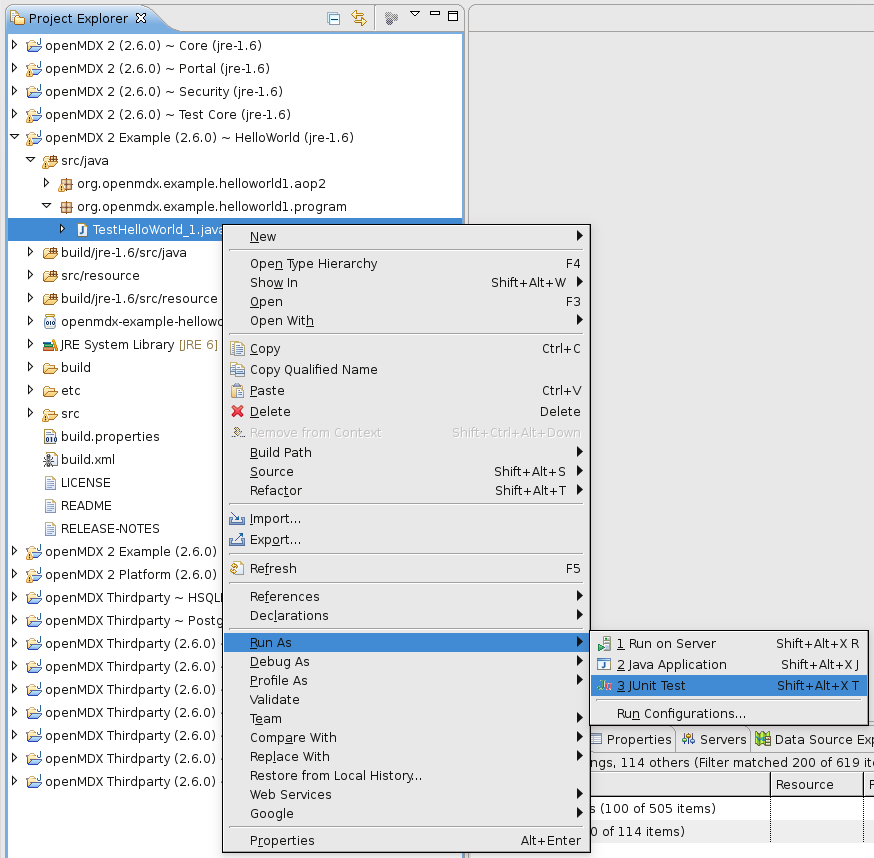 Project Explorer
openMDX 2 (2.6.0) ~ Core (jre-1.6)
openMDX 2 (2.6.0) ~ Portal (jre-1.6)
openMDX 2 (2.6.0) ~ Security (jre-1.6)
openMDX 2 (2.6.0) ~ Test Core (jre-1.6)
openMDX 2 Example (2.6.0) ~ HelloWorld (jre-1.6)
src/java
org.openmdx.example.helloworld1.aop2
org.openmdx.example.helloworld1.program
TestHelloWorld_1.java
build/jre-1.6/src/java
src/resource
build/jre-1.6/src/resource
openmdx-example-hellowo
JRE System Library [JRE 6]
build
etc
src
build.properties
build.xml
LICENSE
README
RELEASE-NOTES
openMDX 2 Example (2.6.0)
openMDX 2 Platform (2.6.0)
openMDX Thirdparty ~ HSQL
openMDX Thirdparty ~ Postg
openMDX Thirdparty (2.6.0)
openMDX Thirdparty (2.6.0)
openMDX Thirdparty (2.6.0)
openMDX Thirdparty (2.6.0)
openMDX Thirdparty (2.6.0)
openMDX Thirdparty (2.6.0)
openMDX Thirdparty (2.6.0)
New
Open Type Hierarchy F4
Show In Shift+Alt+W
Open F3
Open With
Copy Ctrl+C
Copy Qualified Name
Paste Ctrl+V
Delete Delete
Remove from Context Shift+Ctrl+Alt+Down
Build Path
Source Shift+Alt+S
Refactor Shift+Alt+T
Import...
Export...
Refresh F5
References
Declarations
Run As
Debug As
Profile As
Validate
Team
Compare With
Replace With
Restore from Local History...
Web Services
Google
Properties Alt+Enter
1 Run on Server Shift+Alt+X R
2 Java Application Shift+Alt+X J
3 JUnit Test Shift+Alt+X T
Run Configurations...
Properties Servers Data Source Exp
ngs, 114 others (Filter matched 200 of 619 ite
Resource
s (100 of 505 items)
0 of 114 items)